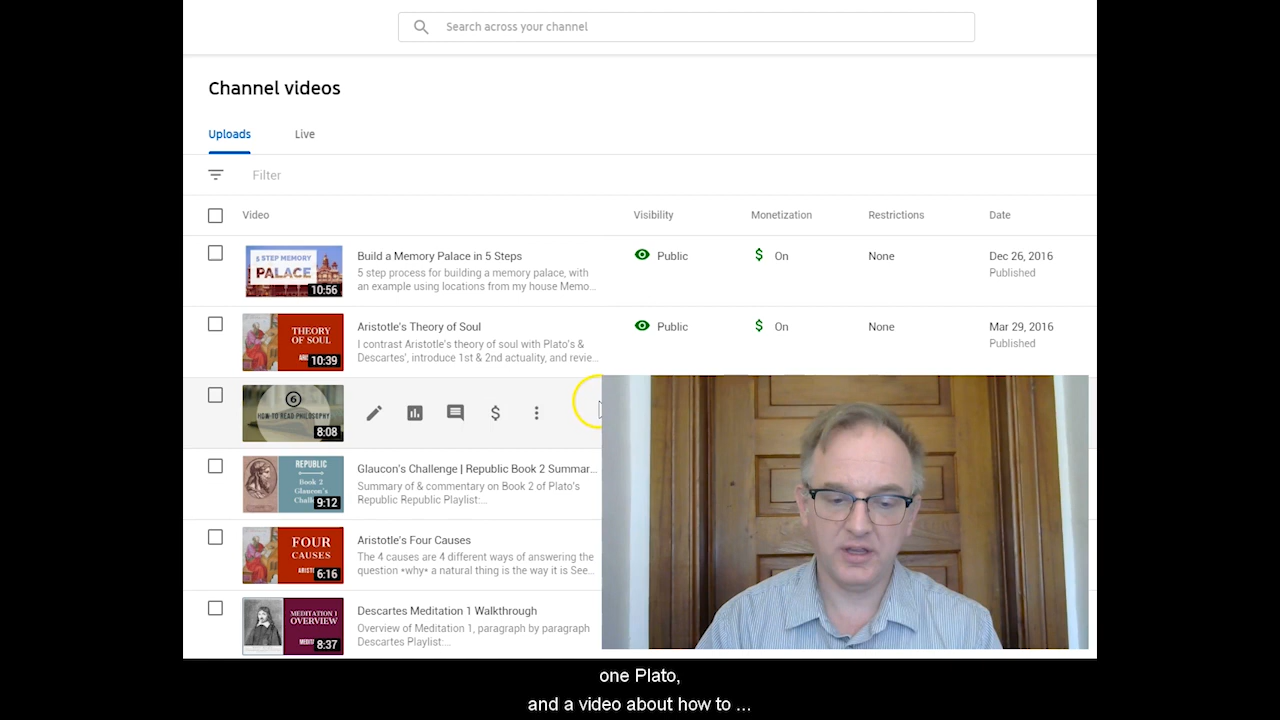 Search across your channel
Channel videos
Uploads Live
Filter
Video Visibility Monetization Restrictions Date
5 STEP MEMORY
PALACE
10:56
Build a Memory Palace in 5 Steps
5 step process for building a memory palace, with
an example using locations from my house Memo...
Public
$ On
None
Dec 26, 2016
Published
THEORY
OF SOUL
10:39
Aristotle's Theory of Soul
I contrast Aristotle's theory of soul with Plato's &
Descartes', introduce 1st & 2nd actuality, and revie...
Public
$ On
None
Mar 29, 2016
Published
6
HOW TO READ PHILOSOPHY
8:08
$
REPUBLIC
Book 2
Glaucon's
9:12
Glaucon's Challenge | Republic Book 2 Summar...
Summary of & commentary on Book 2 of Plato's
Republic Republic Playlist:...
FOUR
CAUSES
6:16
Aristotle's Four Causes
The 4 causes are 4 different ways of answering the
question *why* a natural thing is the way it is See...
MEDITATION 1
OVERVIEW
8:37
Descartes Meditation 1 Walkthrough
Overview of Meditation 1, paragraph by paragraph
Descartes Playlist:...
one Plato,
and a video about how to ...